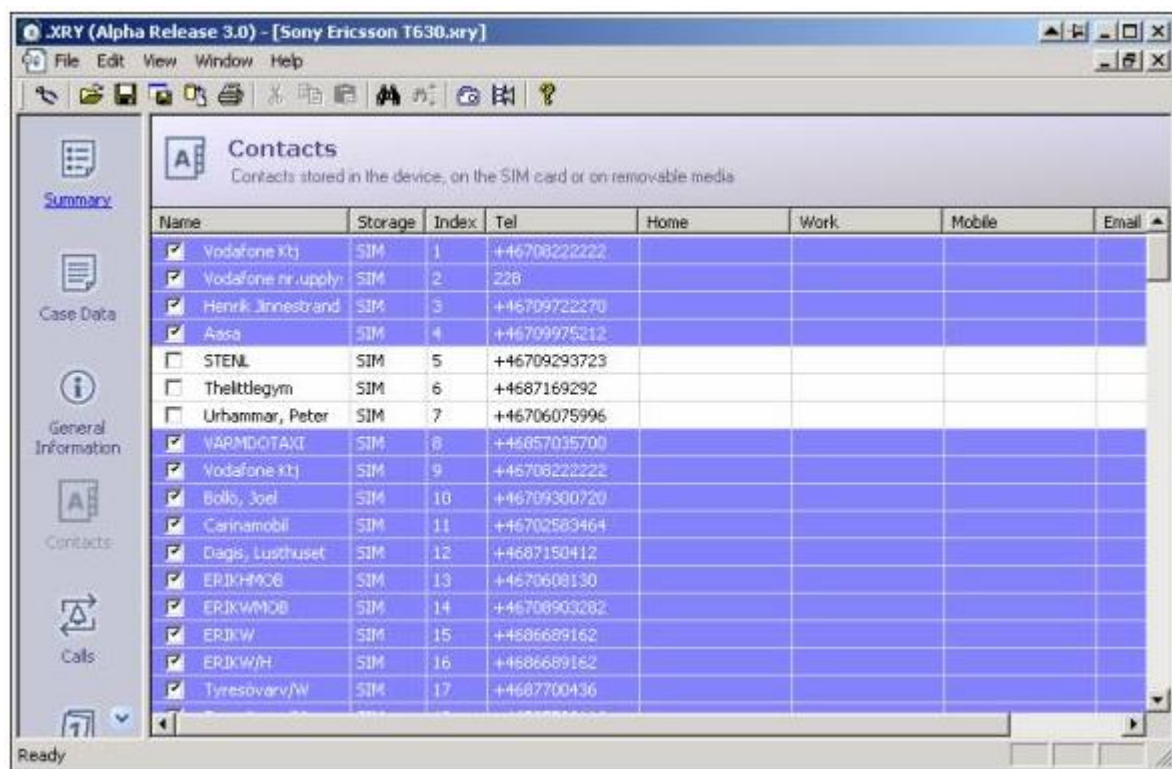 .XRY (Alpha Release 3.0) - [Sony Ericsson T630.xry]
File Edit View Window Help
Summary
Case Data
General
Information
Contacts
Calls
Contacts
Contacts stored in the device, on the SIM card or on removable media
Name Storage Index Tel Home Work Mobile Email
Vodafone Ktj SIM 1 +46708222222
Vodafone nr.upply SIM 2 228
Henrik Jinnestrand SIM 3 +46709722270
Aasa SIM 4 +46709975212
STENL SIM 5 +46709293723
Thelittlegym SIM 6 +4687169292
Urhammar, Peter SIM 7 +46706075996
VARMDOTAXI SIM 8 +46857035700
Vodafone Ktj SIM 9 +46708222222
Bollo, Joel SIM 10 +46709300720
Carinamobil SIM 11 +46702583464
Dagis, Lusthuset SIM 12 +4687150412
ERIKHMOB SIM 13 +4670608130
ERIKWMOB SIM 14 +46708903282
ERIKW SIM 15 +4686689162
ERIKW/H SIM 16 +4686689162
Tyresövarv/W SIM 17 +4687700436
Ready